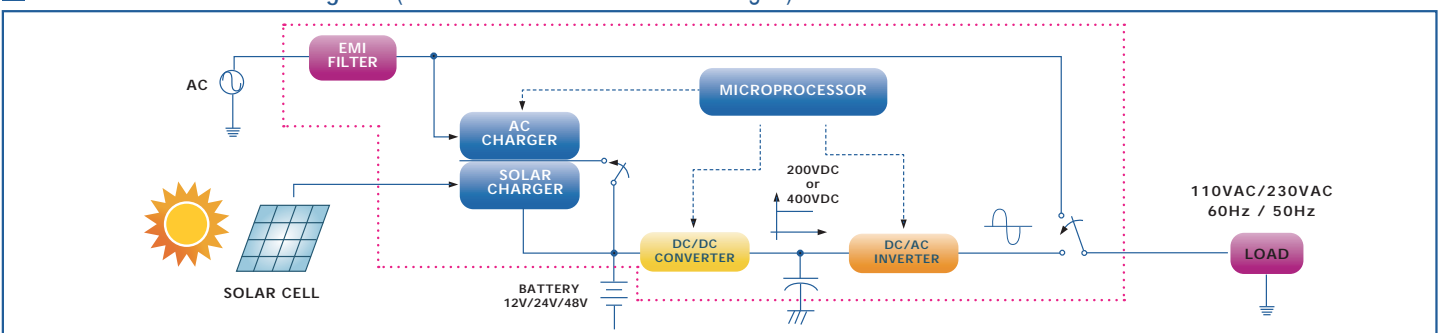 EMI
FILTER
AC
MICROPROCESSOR
AC
CHARGER
SOLAR
CHARGER
200VDC
or
400VDC
110VAC/230VAC
60Hz / 50Hz
DC/DC
CONVERTER
DC/AC
INVERTER
LOAD
SOLAR CELL
BATTERY
12V/24V/48V